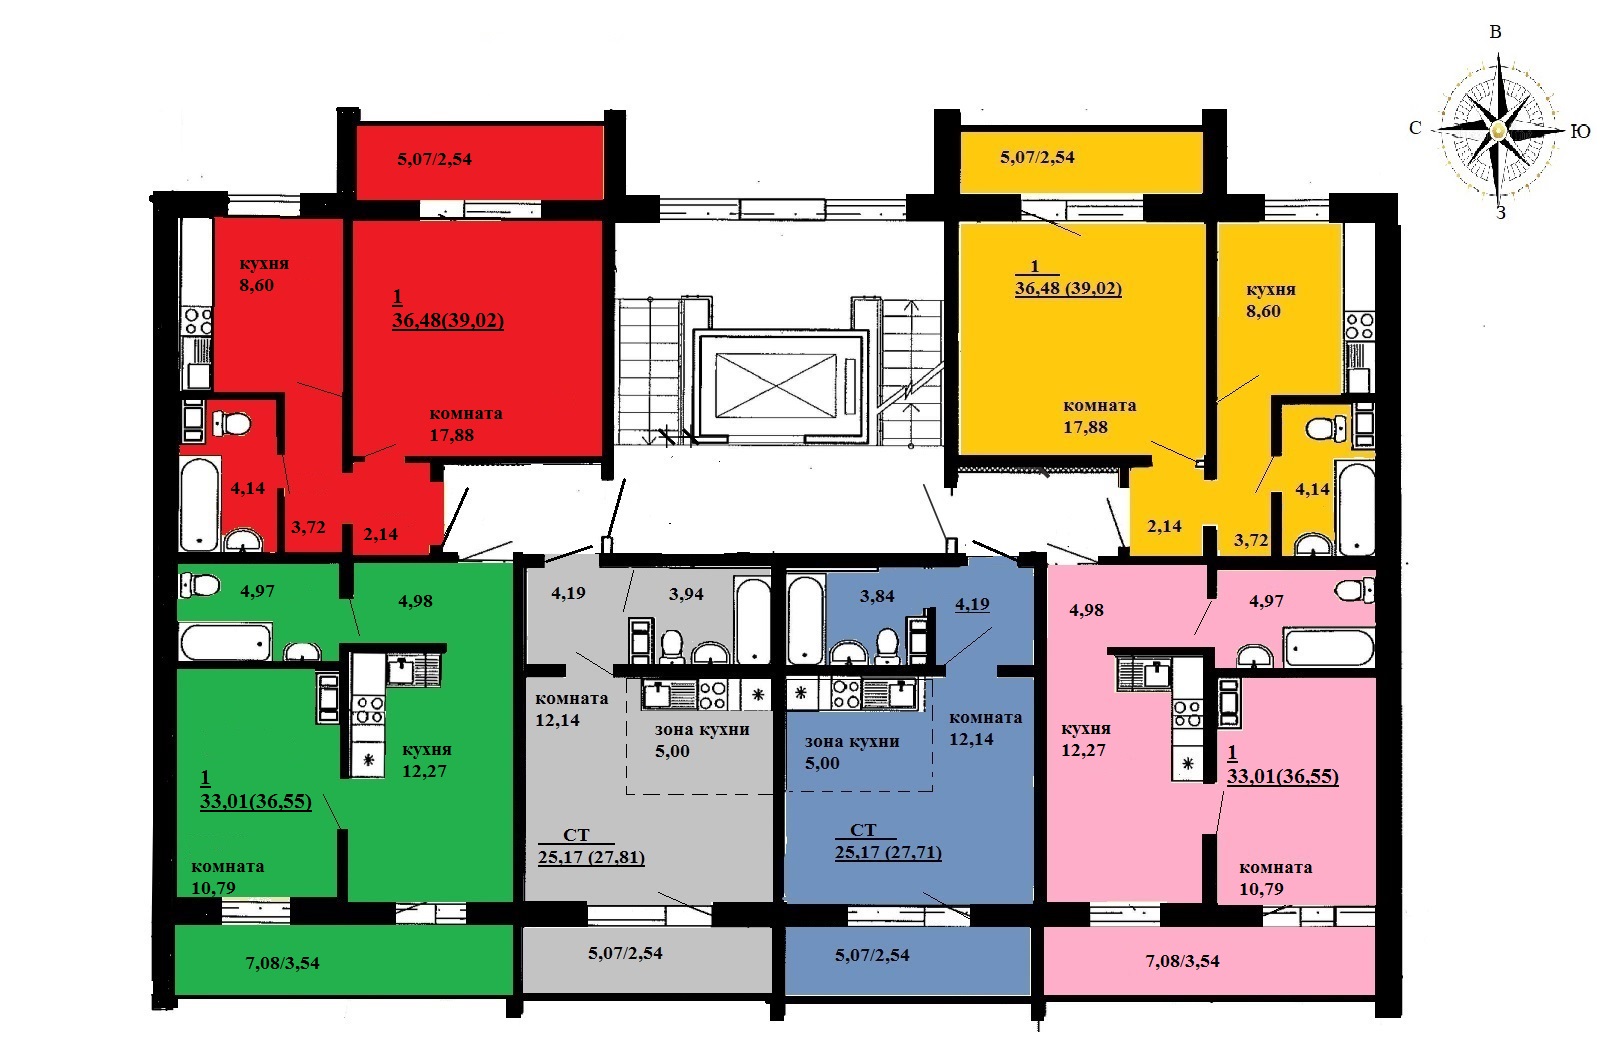 В
С
Ю
З
5,07/2,54
5,07/2,54
кухня
8,60
1
36,48(39,02)
1
36,48 (39,02)
кухня
8,60
комната
17,88
комната
17,88
4,14
3,72
2,14
2,14
3,72
4,14
4,97
4,98
4,19
3,94
3,84
4,19
4,98
4,97
комната
12,14
зона кухни
5,00
зона кухни
5,00
комната
12,14
кухня
12,27
кухня
12,27
1
33,01(36,55)
1
33,01(36,55)
СТ
25,17 (27,81)
СТ
25,17 (27,71)
комната
10,79
комната
10,79
7,08/3,54
5,07/2,54
5,07/2,54
7,08/3,54